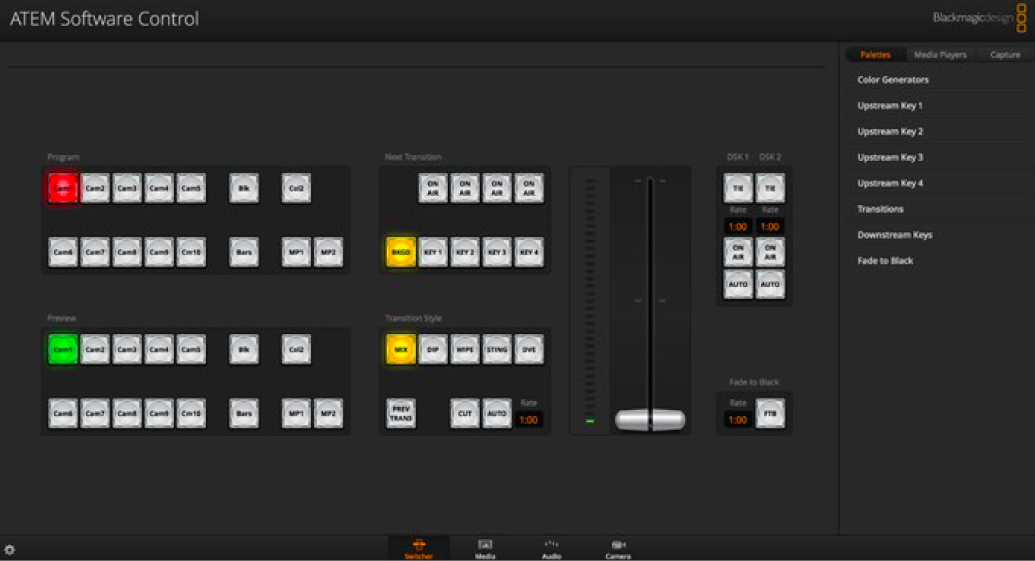 ATEM Software Control
Blackmagicdesign
Palettes Media Players Capture
Color Generators
Upstream Key 1
Upstream Key 2
Upstream Key 3
Upstream Key 4
Transitions
Downstream Keys
Fade to Black
Program
Cam1 Cam2 Cam3 Cam4 Cam5 Blk Col2
Cam6 Cam7 Cam8 Cam9 Cm10 Bars MP1 MP2
Next Transition
ON AIR ON AIR ON AIR ON AIR
BKGD KEY 1 KEY 2 KEY 3 KEY 4
DSK 1 DSK 2
TIE TIE
Rate Rate
1:00 1:00
ON AIR ON AIR
AUTO AUTO
Preview
Cam1 Cam2 Cam3 Cam4 Cam5 Blk Col2
Cam6 Cam7 Cam8 Cam9 Cm10 Bars MP1 MP2
Transition Style
MIX DIP WIPE STING DVE
Rate
PREV TRANS CUT AUTO 1:00
Fade to Black
Rate
1:00 FTB
Switcher Media Audio Camera